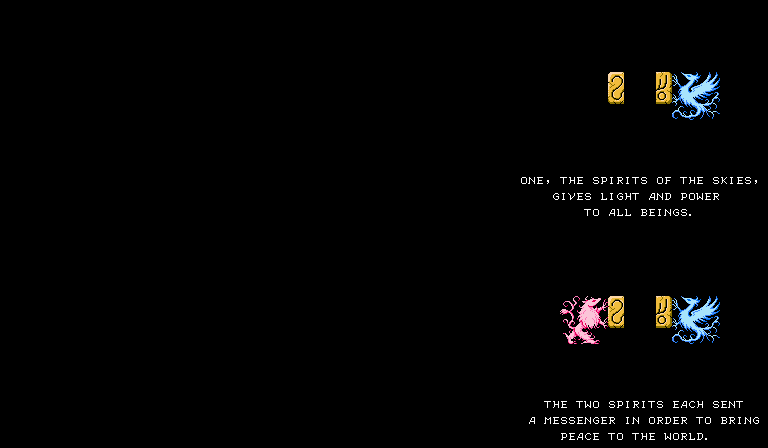 ONE, THE SPIRITS OF THE SKIES,
GIVES LIGHT AND POWER
TO ALL BEINGS.
THE TWO SPIRITS EACH SENT
A MESSENGER IN ORDER TO BRING
PEACE TO THE WORLD.